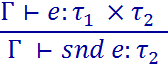 Γ ⊢ e: τ₁ × τ₂
Γ ⊢ snd e: τ₂